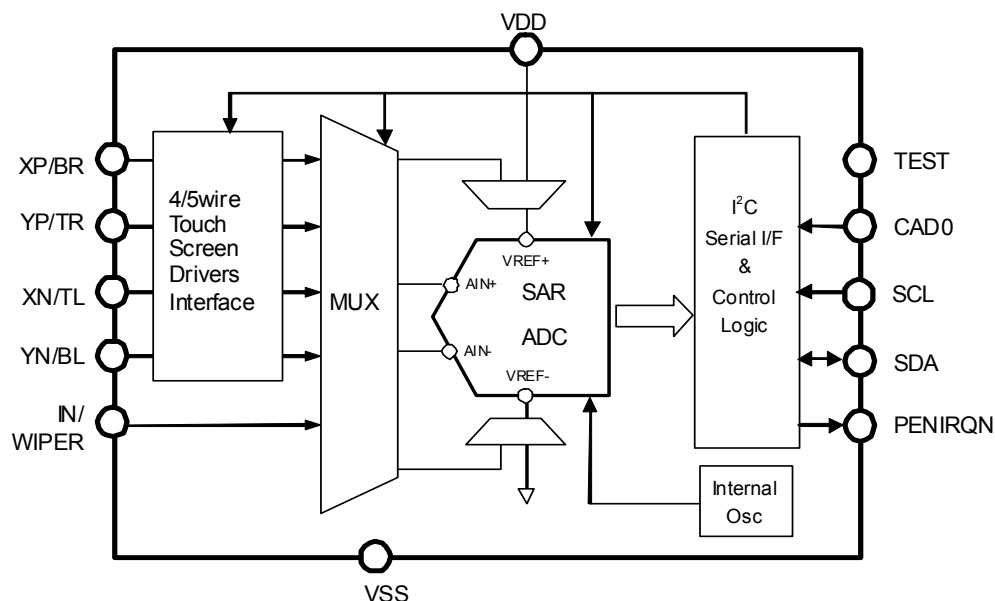 VDD
XP/BR
YP/TR
XN/TL
YN/BL
IN/
WIPER
4/5wire
Touch
Screen
Drivers
Interface
MUX
VREF+
AIN+
SAR
ADC
AIN-
VREF-
I²C
Serial I/F
&
Control
Logic
Internal
Osc
TEST
CAD0
SCL
SDA
PENIRQN
VSS